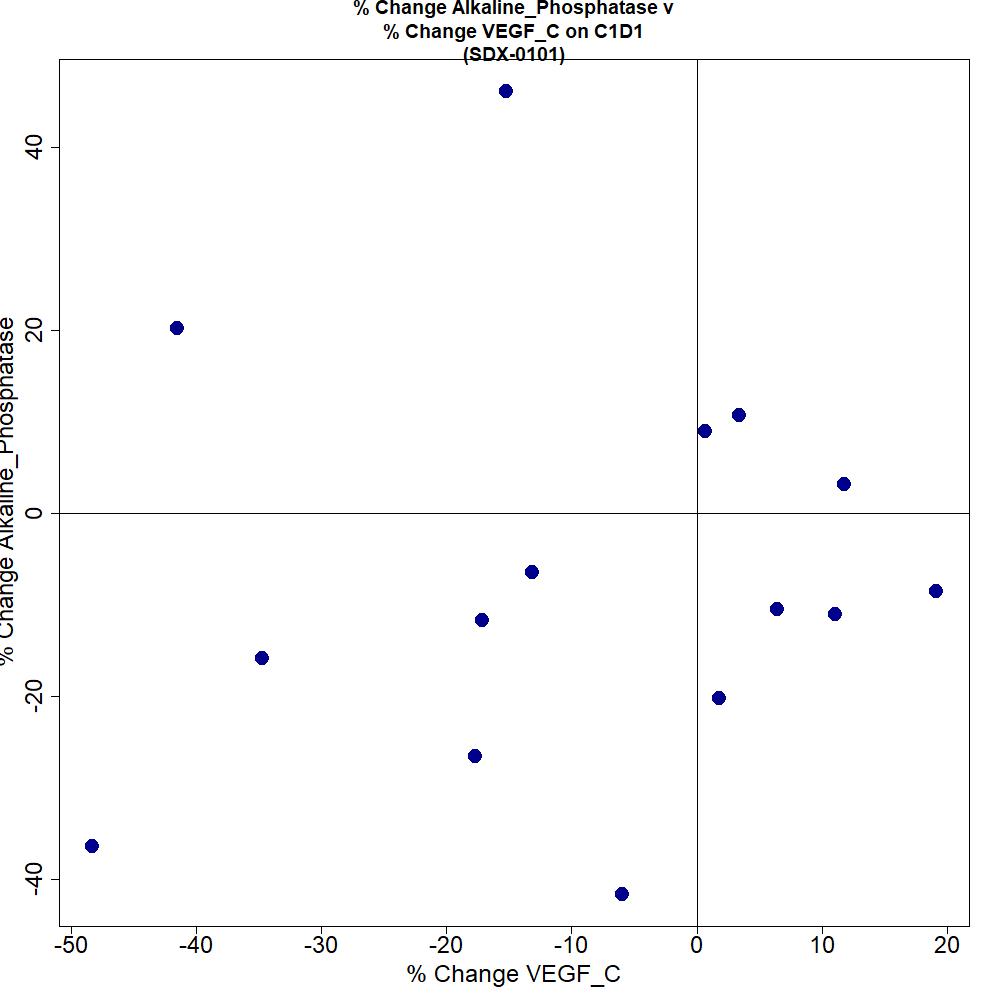 % Change Alkaline_Phosphatase v
% Change VEGF_C on C1D1
(SDX-0101)
% Change Alkaline_Phosphatase
40
20
0
-20
-40
-50 -40 -30 -20 -10 0 10 20
% Change VEGF_C